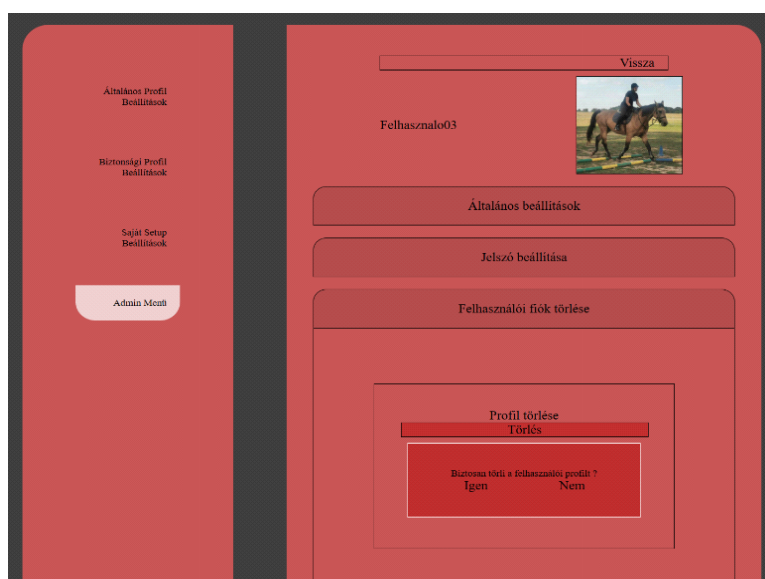 Általános Profil
Beállítások
Biztonsági Profil
Beállítások
Saját Setup
Beállítások
Admin Menü
Vissza
Felhasznalo03
Általános beállítások
Jelszó beállítása
Felhasználói fiók törlése
Profil törlése
Törlés
Biztosan törli a felhasználói profilt ?
Igen Nem